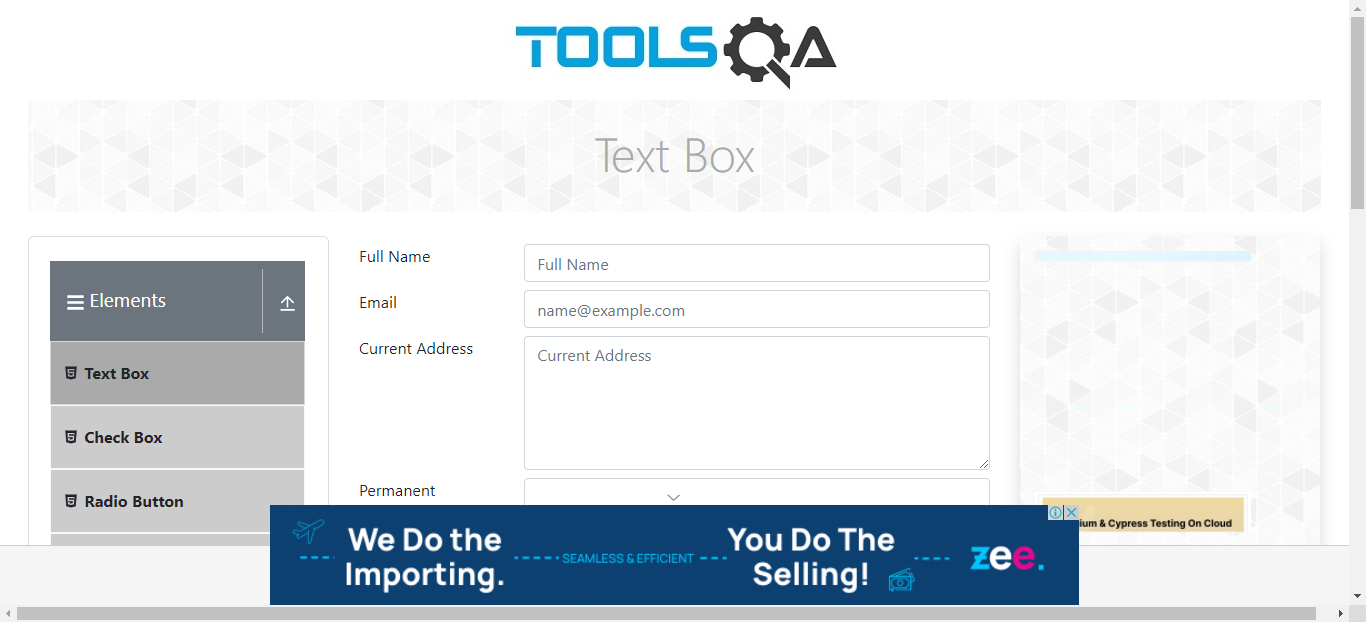 TOOLSQA
Text Box
Elements
Text Box
Check Box
Radio Button
Full Name
Full Name
Email
name@example.com
Current Address
Current Address
Permanent
ium & Cypress Testing On Cloud
We Do the
Importing.
SEAMLESS & EFFICIENT
You Do The
Selling!
zee.